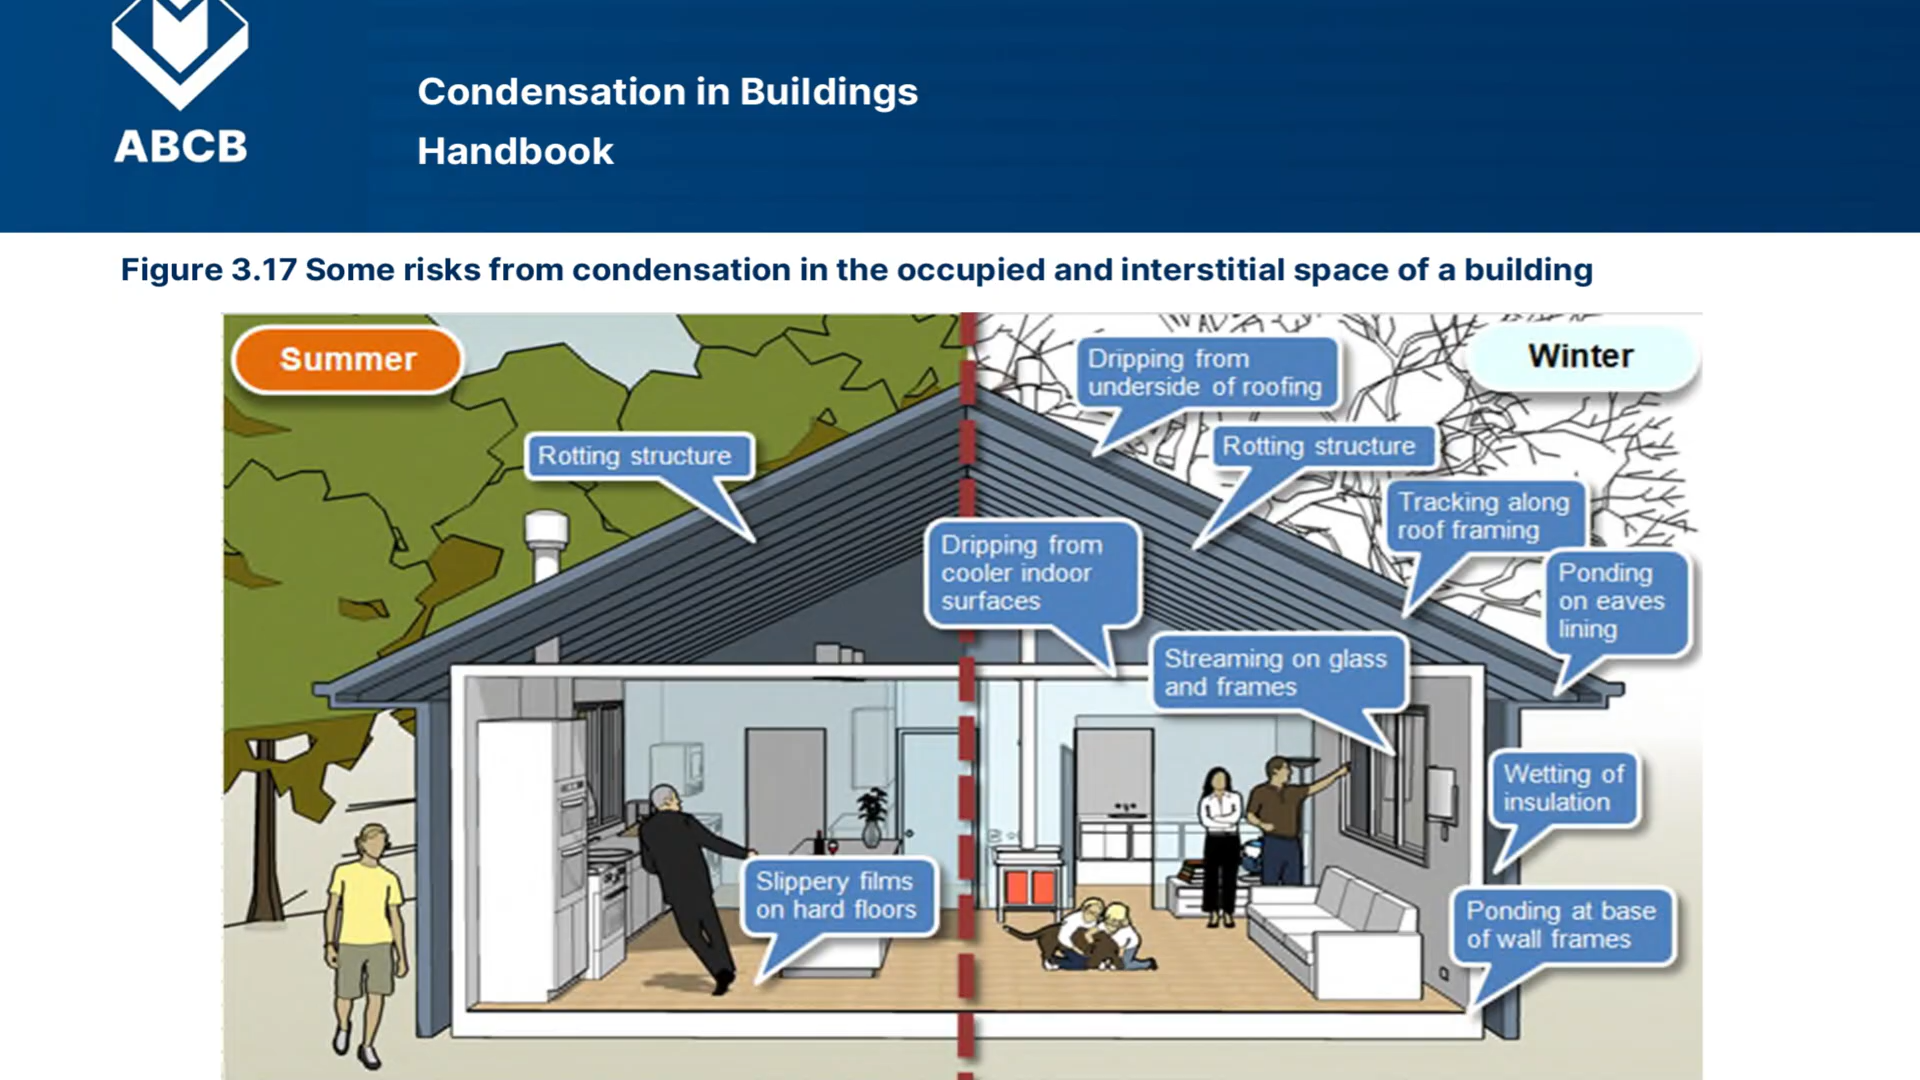 ABCB
Condensation in Buildings
Handbook
Figure 3.17 Some risks from condensation in the occupied and interstitial space of a building
Summer
Winter
Dripping from
underside of roofing
Rotting structure
Rotting structure
Tracking along
roof framing
Dripping from
cooler indoor
surfaces
Ponding
on eaves
lining
Streaming on glass
and frames
Wetting of
insulation
Slippery films
on hard floors
Ponding at base
of wall frames